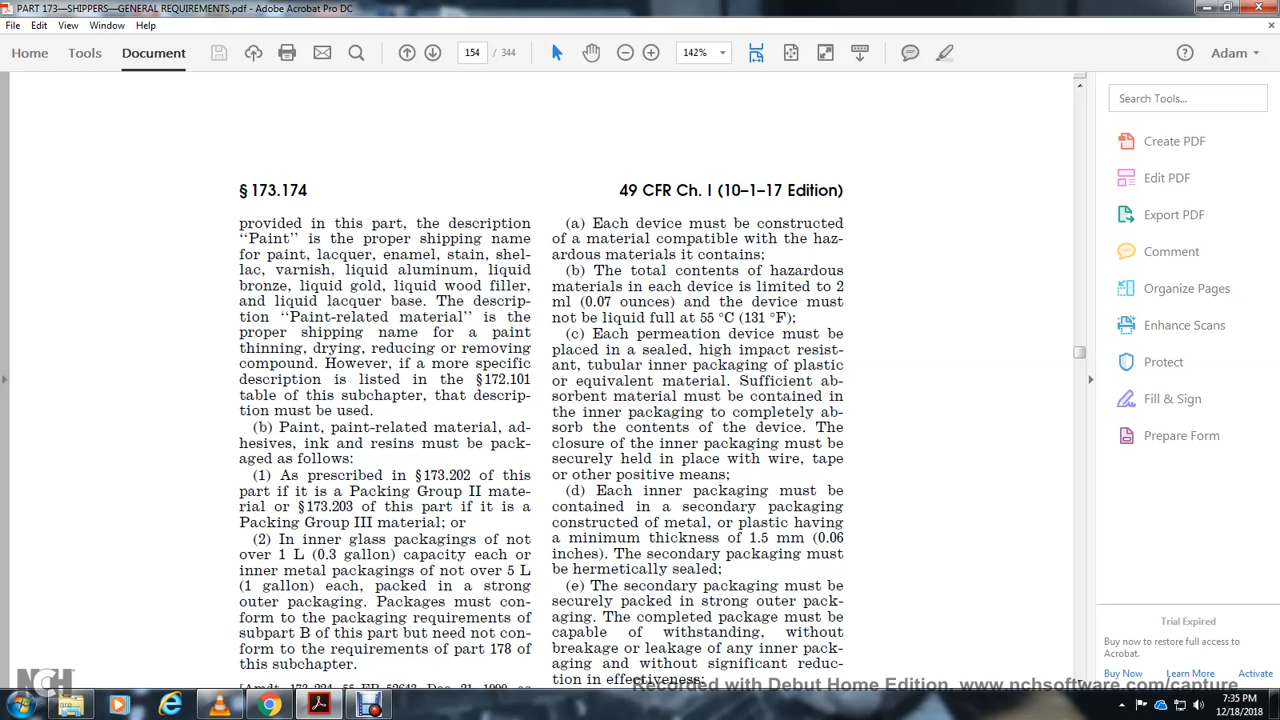 PART 173—SHIPPERS—GENERAL REQUIREMENTS.pdf - Adobe Acrobat Pro DC
File Edit View Window Help
Home Tools Document 154 / 344 142% Adam
§ 173.174
49 CFR Ch. I (10–1–17 Edition)
provided in this part, the description
‘‘Paint’’ is the proper shipping name
for paint, lacquer, enamel, stain, shel-
lac, varnish, liquid aluminum, liquid
bronze, liquid gold, liquid wood filler,
and liquid lacquer base. The descrip-
tion ‘‘Paint-related material’’ is the
proper shipping name for a paint
thinning, drying, reducing or removing
compound. However, if a more specific
description is listed in the §172.101
table of this subchapter, that descrip-
tion must be used.
(b) Paint, paint-related material, ad-
hesives, ink and resins must be pack-
aged as follows:
(1) As prescribed in §173.202 of this
part if it is a Packing Group II mate-
rial or §173.203 of this part if it is a
Packing Group III material; or
(2) In inner glass packagings of not
over 1 L (0.3 gallon) capacity each or
inner metal packagings of not over 5 L
(1 gallon) each, packed in a strong
outer packaging. Packages must con-
form to the packaging requirements of
subpart B of this part but need not con-
form to the requirements of part 178 of
this subchapter.
(a) Each device must be constructed
of a material compatible with the haz-
ardous materials it contains;
(b) The total contents of hazardous
materials in each device is limited to 2
ml (0.07 ounces) and the device must
not be liquid full at 55 °C (131 °F);
(c) Each permeation device must be
placed in a sealed, high impact resist-
ant, tubular inner packaging of plastic
or equivalent material. Sufficient ab-
sorbent material must be contained in
the inner packaging to completely ab-
sorb the contents of the device. The
closure of the inner packaging must be
securely held in place with wire, tape
or other positive means;
(d) Each inner packaging must be
contained in a secondary packaging
constructed of metal, or plastic having
a minimum thickness of 1.5 mm (0.06
inches). The secondary packaging must
be hermetically sealed;
(e) The secondary packaging must be
securely packed in strong outer pack-
aging. The completed package must be
capable of withstanding, without
breakage or leakage of any inner pack-
aging and without significant reduc-
tion in effectiveness:
Search Tools...
Create PDF
Edit PDF
Export PDF
Comment
Organize Pages
Enhance Scans
Protect
Fill & Sign
Prepare Form
Trial Expired
Buy now to restore full access to
Acrobat.
Buy Now Learn More Activate
NCH
Recorded with Debut Home Edition. www.nchsoftware.com/capture
7:35 PM
12/18/2018